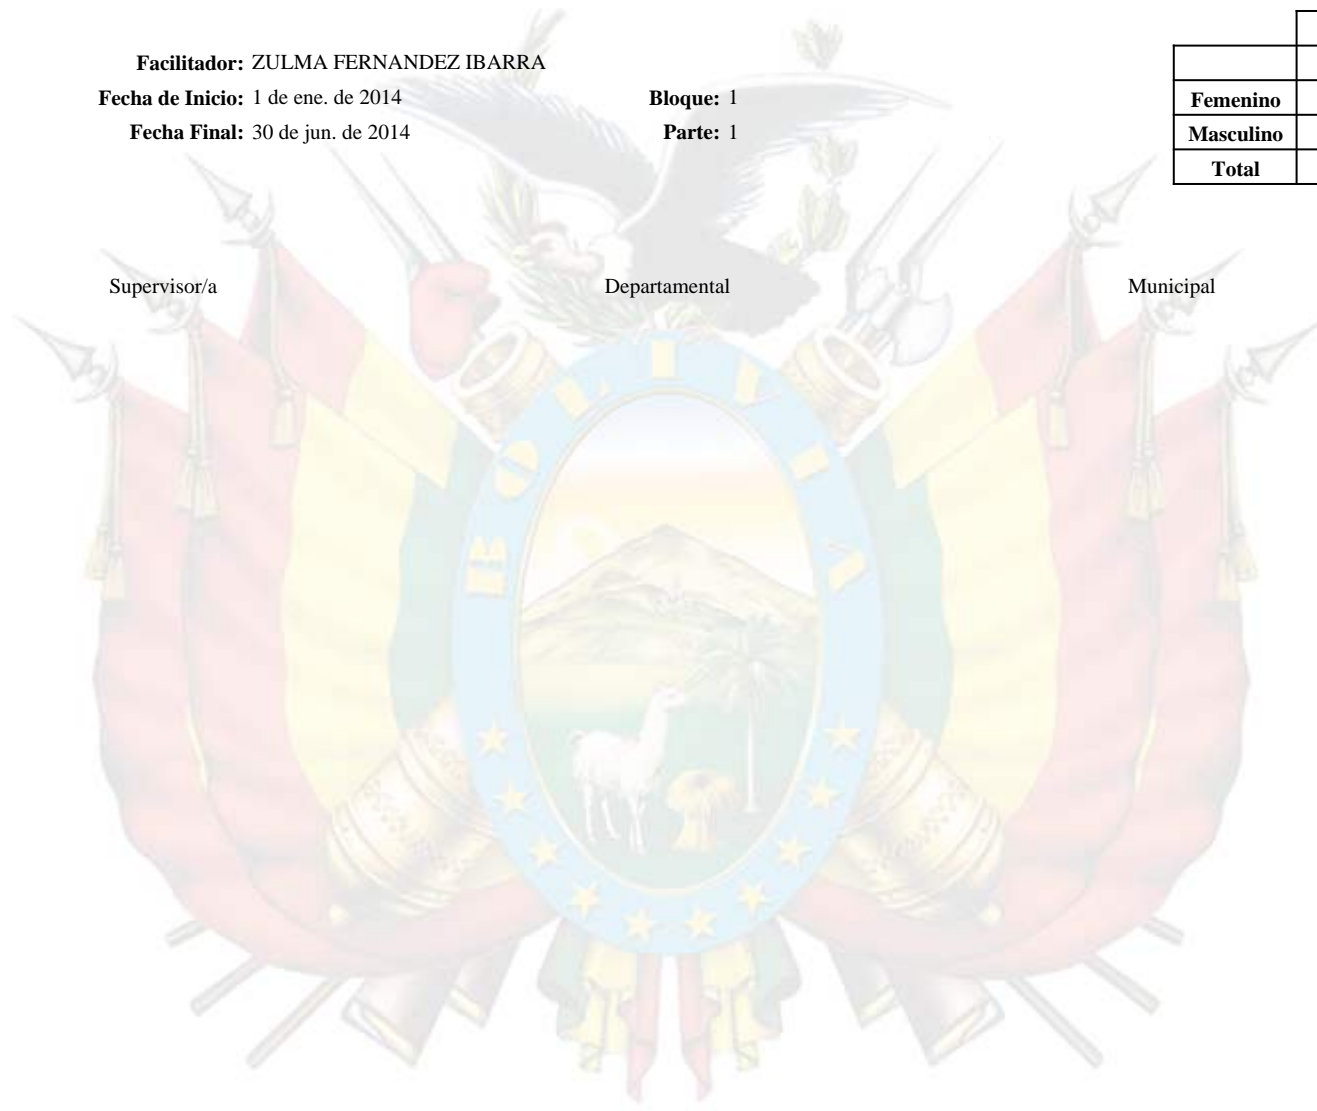 Facilitador: ZULMA FERNANDEZ IBARRA
Fecha de Inicio: 1 de ene. de 2014 Bloque: 1
Fecha Final: 30 de jun. de 2014 Parte: 1
Femenino
Masculino
Total
Supervisor/a Departamental Municipal
BOLIVIA